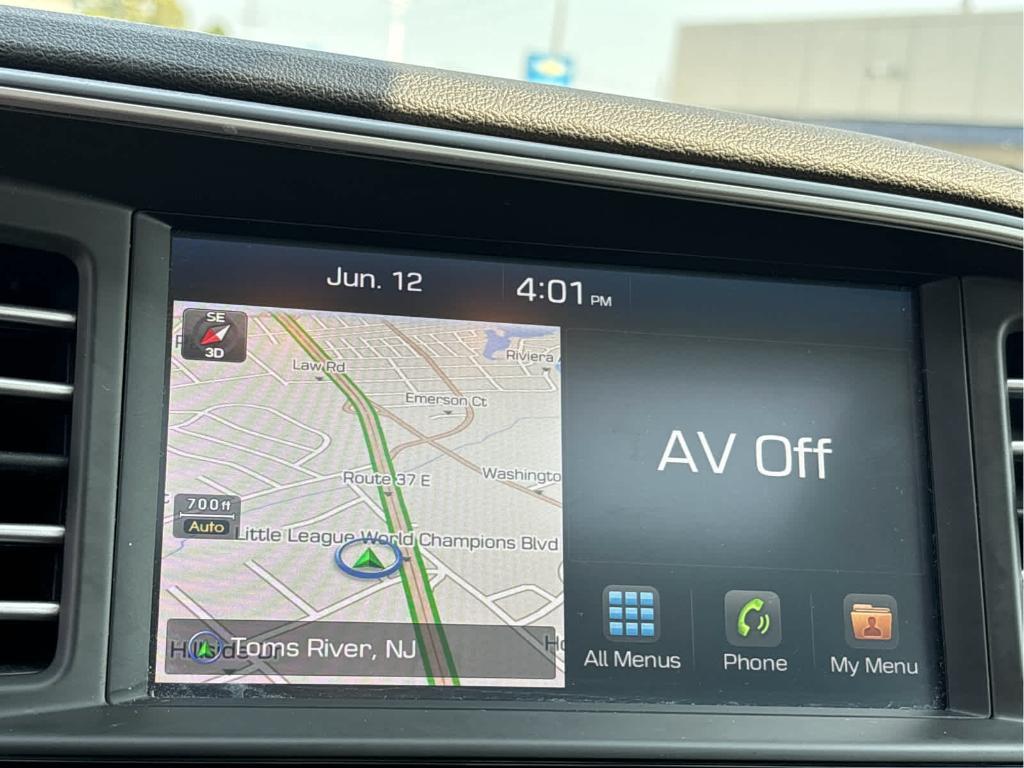 Jun. 12
4:01 PM
SE
3D
Law Rd
Riviera
Emerson Ct
Route 37 E
Washingto
700ft
Auto
Little League World Champions Blvd
AV Off
Toms River, NJ
All Menus
Phone
My Menu